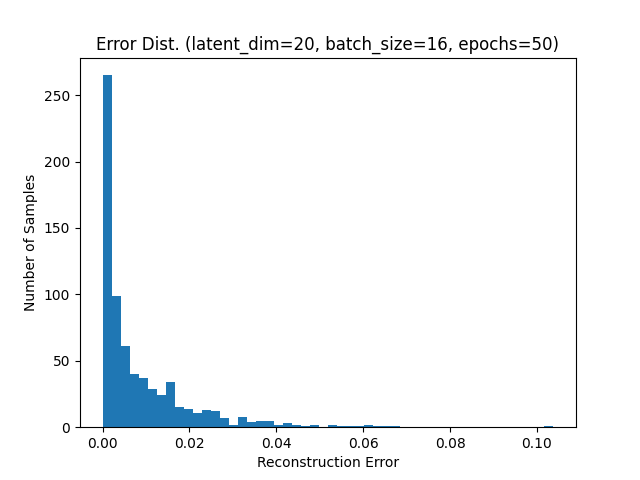 Error Dist. (latent_dim=20, batch_size=16, epochs=50)
Number of Samples
250
200
150
100
50
0
0.00 0.02 0.04 0.06 0.08 0.10
Reconstruction Error